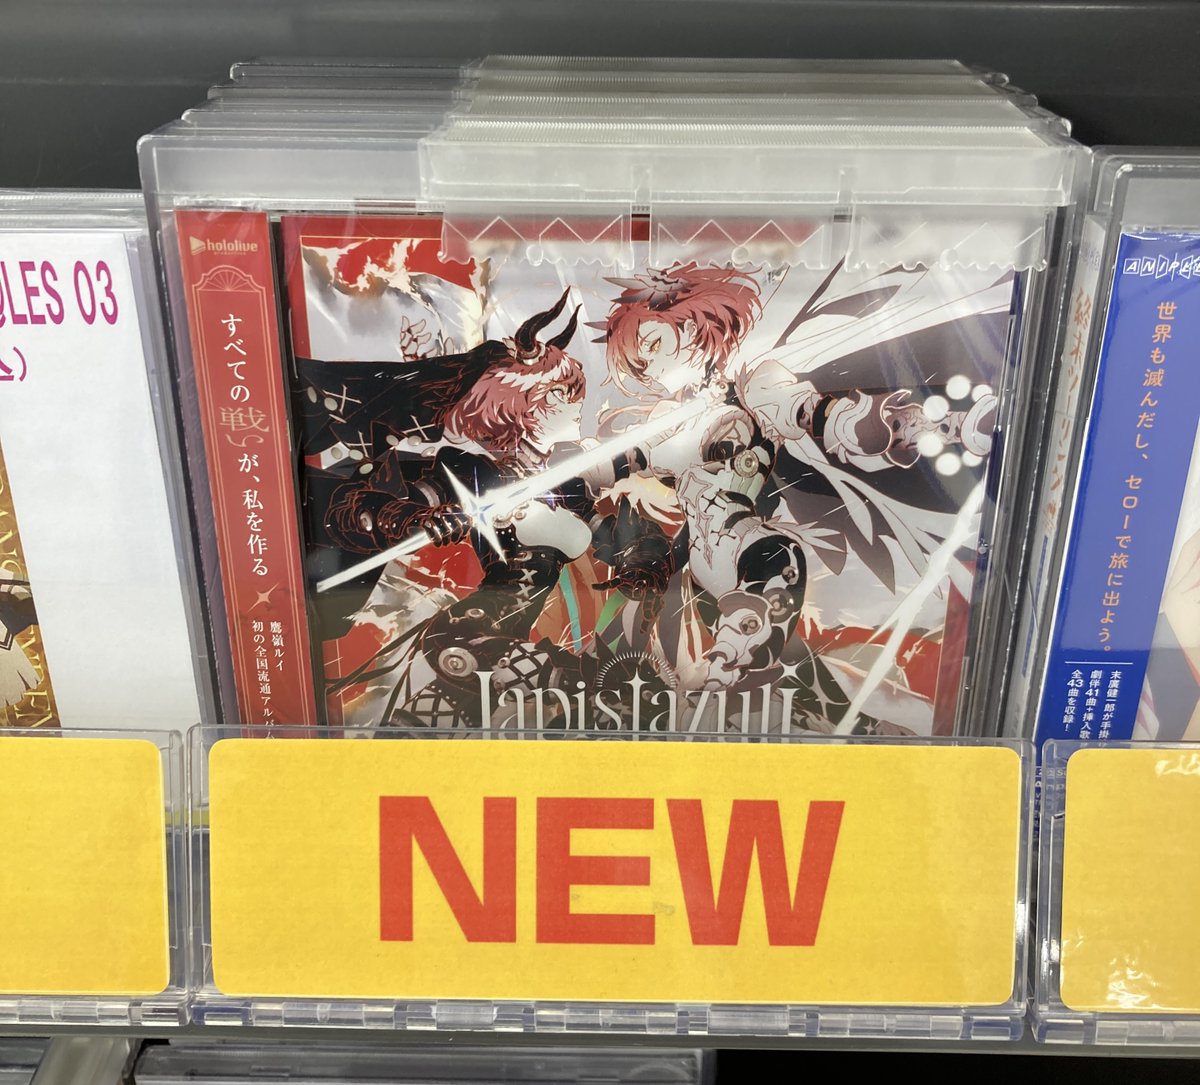 LES 03
hololive
production
すべての戦いが、私を作る
鷹嶺ルイ
初の全国流通アルバム
Lapistazuli
世界も滅んだし、セローで旅に出よう。
末廣健一郎が手掛け
劇伴41曲+挿入歌
全43曲を収録!
NEW